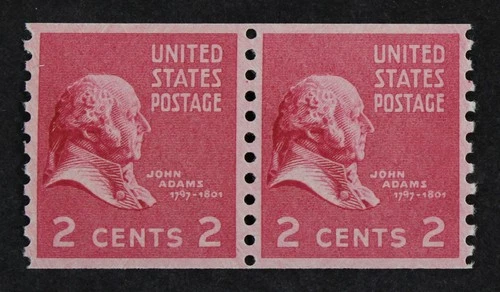 UNITED
STATES
POSTAGE
JOHN
ADAMS
1797-1801
2 CENTS 2
UNITED
STATES
POSTAGE
JOHN
ADAMS
1797-1801
2 CENTS 2